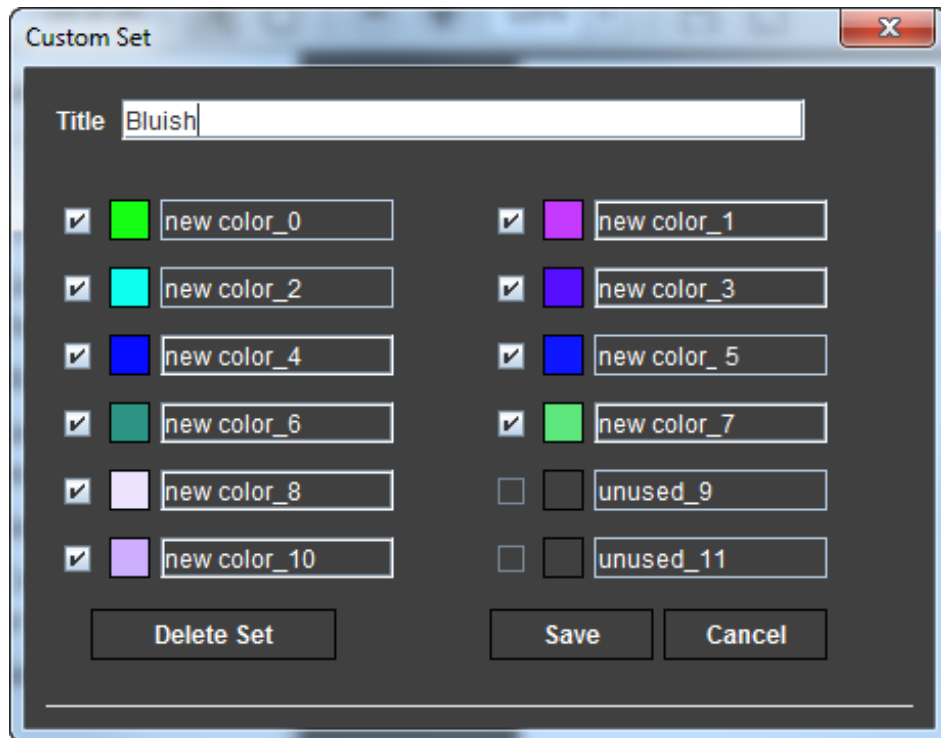 Custom Set
Title Bluish
new color_0 new color_1
new color_2 new color_3
new color_4 new color_ 5
new color_6 new color_7
new color_8 unused_9
new color_10 unused_11
Delete Set Save Cancel